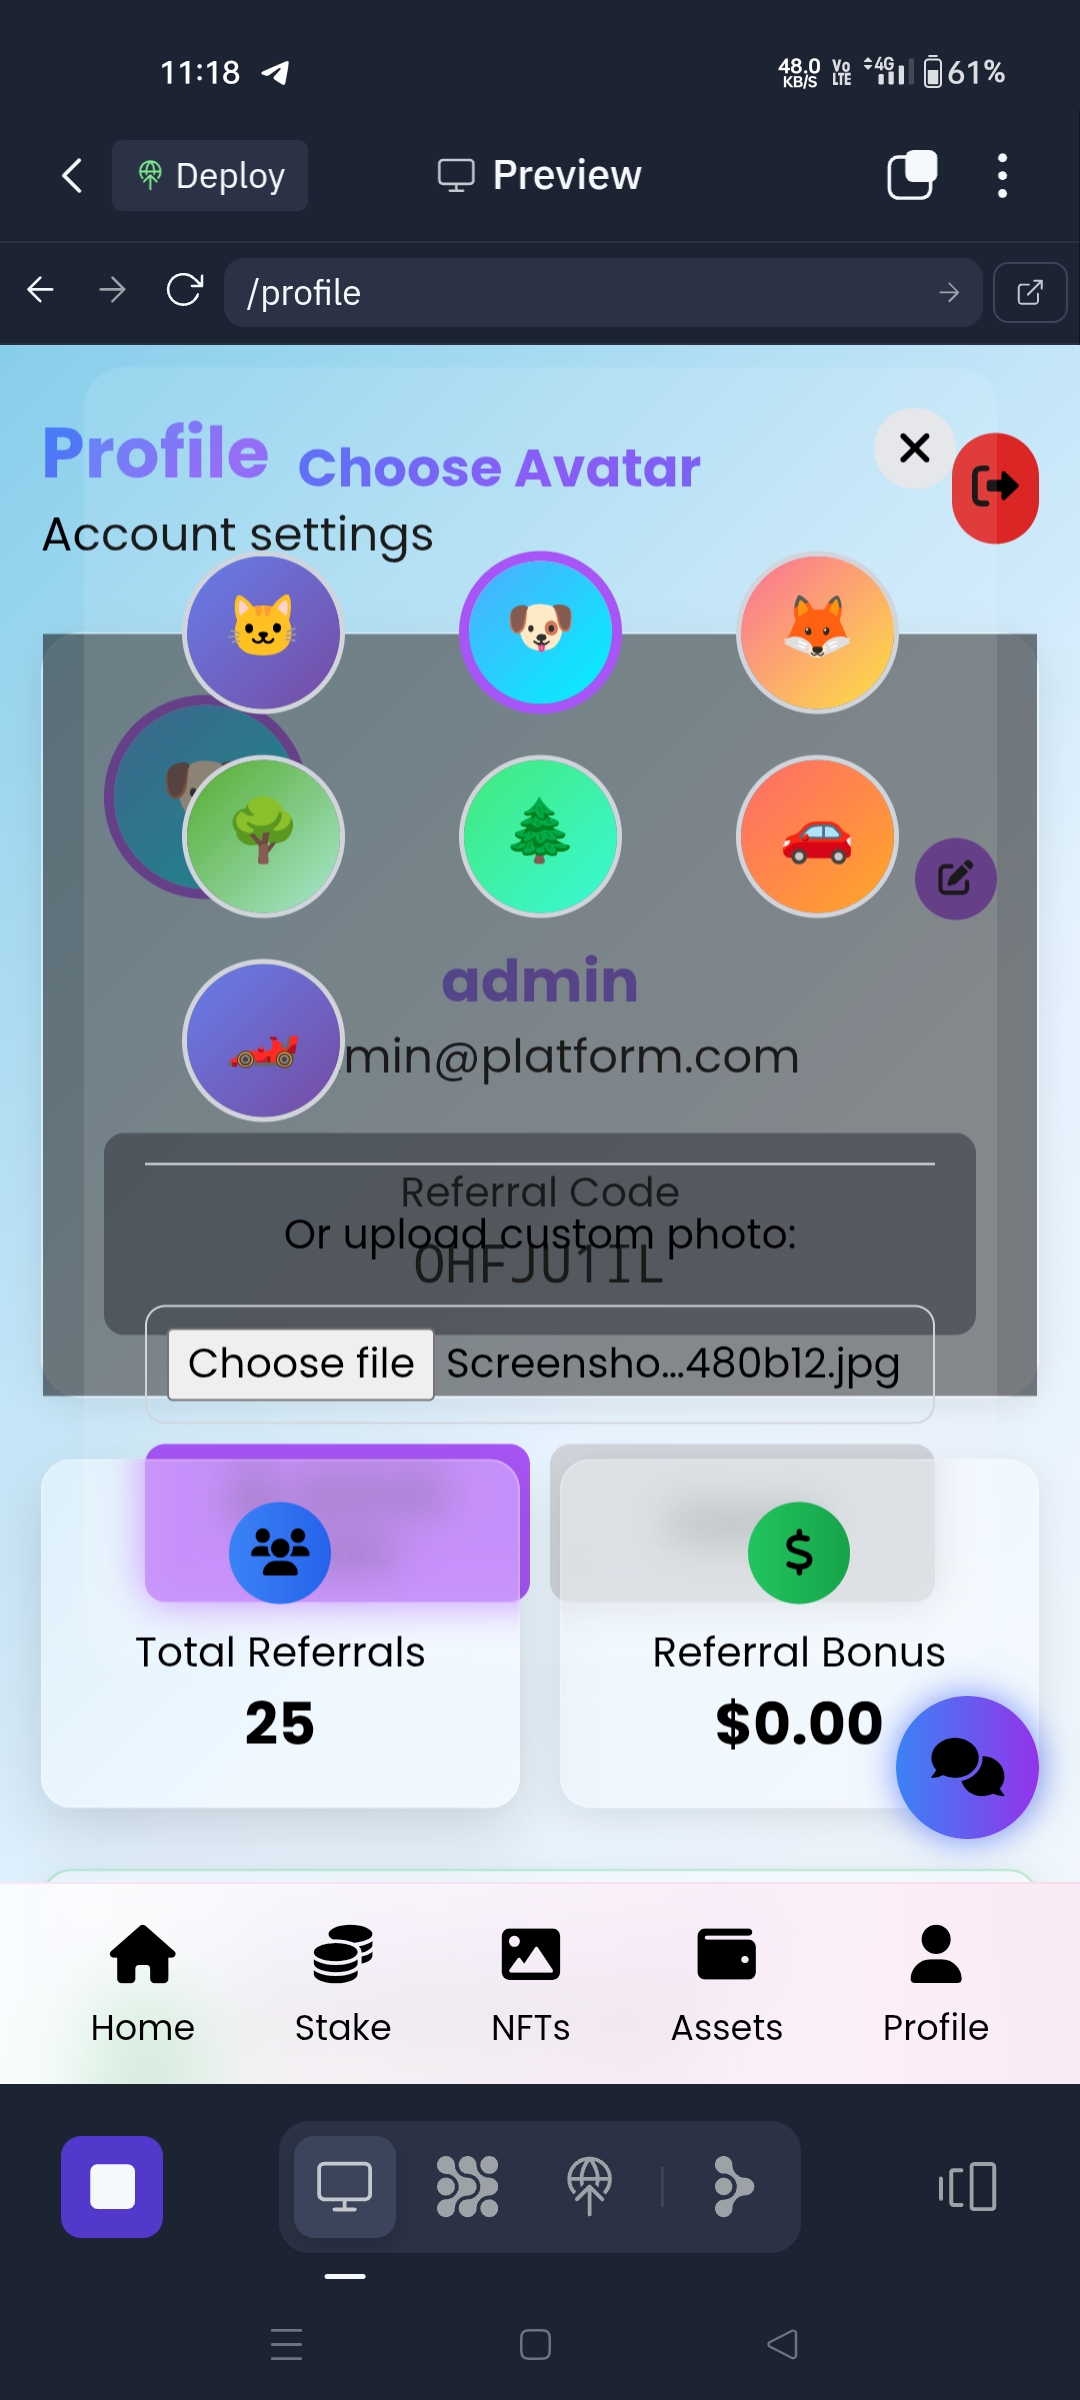 11:18
48.0 KB/S
Vo LTE
4G
61%
Deploy
Preview
/profile
Profile
Choose Avatar
Account settings
admin
min@platform.com
Referral Code
Or upload custom photo:
OHFJU1IL
Choose file
Screensho...480b12.jpg
Total Referrals
Referral Bonus
25
$0.00
Home
Stake
NFTs
Assets
Profile